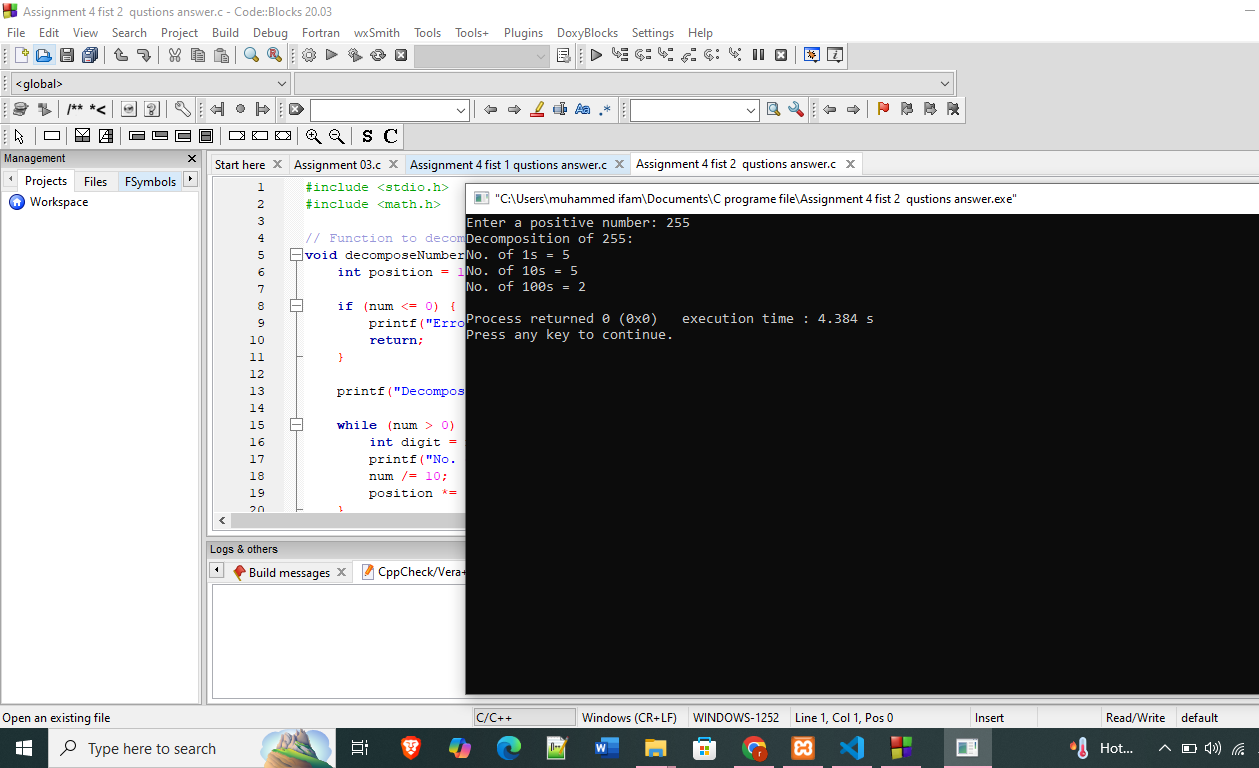 Assignment 4 fist 2  qustions answer.c - Code::Blocks 20.03
File Edit View Search Project Build Debug Fortran wxSmith Tools Tools+ Plugins DoxyBlocks Settings Help
<global>
/** *<
Aa .*
S C
Management
Projects Files FSymbols
Workspace
Start here Assignment 03.c Assignment 4 fist 1 qustions answer.c Assignment 4 fist 2  qustions answer.c
1 #include <stdio.h>
2 #include <math.h>
3
4 // Function to decom
5 void decomposeNumber
6 int position = 1
7
8 if (num <= 0) {
9 printf("Erro
10 return;
11 }
12
13 printf("Decompos
14
15 while (num > 0)
16 int digit =
17 printf("No.
18 num /= 10;
19 position *=
20 }
"C:\Users\muhammed ifam\Documents\C programe file\Assignment 4 fist 2  qustions answer.exe"
Enter a positive number: 255
Decomposition of 255:
No. of 1s = 5
No. of 10s = 5
No. of 100s = 2
Process returned 0 (0x0)   execution time : 4.384 s
Press any key to continue.
Logs & others
Build messages CppCheck/Vera+
Open an existing file C/C++ Windows (CR+LF) WINDOWS-1252 Line 1, Col 1, Pos 0 Insert Read/Write default
Type here to search Hot...